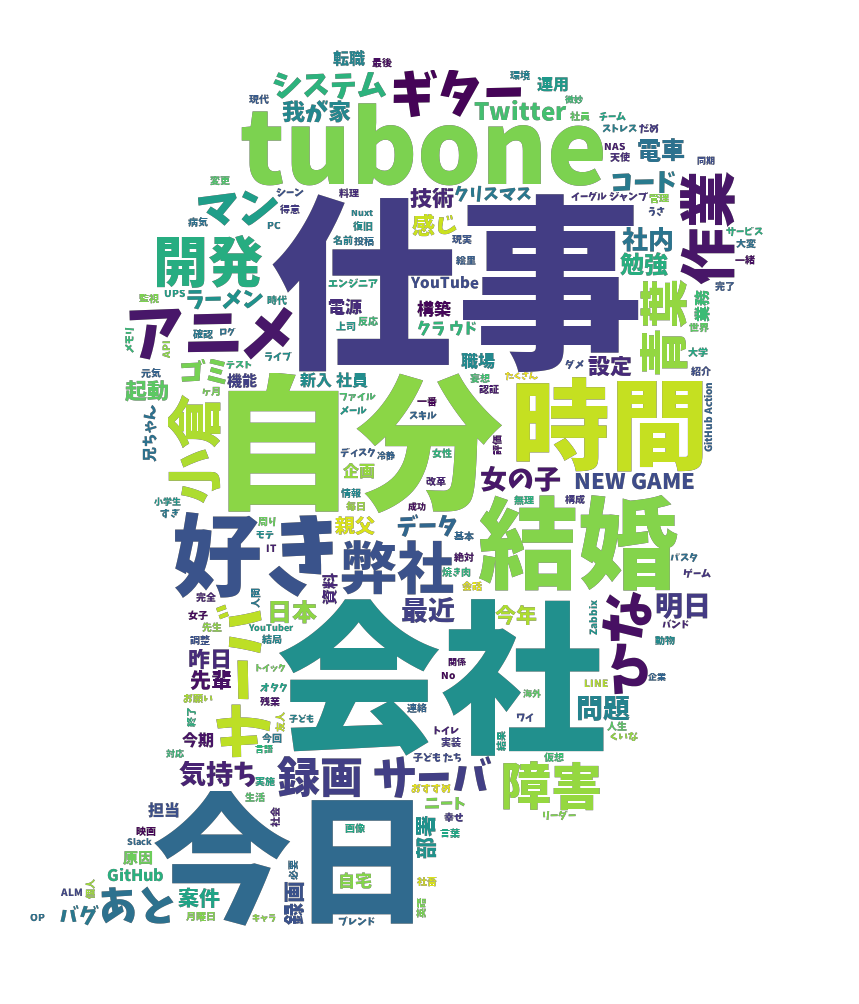 転職
最後
システム
ギター
環境
運用
現代
我が家
Twitter
微妙
社員
チーム
tubone
ストレス
だめ
NAS
天使
電車
同期
変更
シーン
料理
技術
クリスマス
コード
イーグル ジャンプ
管理
作業
マン
得意
Nuxt
感じ
うさ
病気
PC
復旧
仕事
現実
社内
サービス
開発
名前
投稿
絵里
勉強
大変
一緒
エンジニア
YouTube
完了
監視
UPS
ラーメン
時代
電源
構築
青葉
業務
アニメ
確認
ログ
上司
反応
クラウド
世界
メモリ
API
ライブ
職場
ダメ
設定
大学
元気
ゴミ
テスト
妄想
たくさん
紹介
起動
機能
新入 社員
認証
ヶ月
ファイル
一番
時間
GitHub Action
兄ちゃん
小倉
自分
メール
スキル
評価
ディスク
冷静
女性
企画
女の子
NEW GAME
情報
改革
小学生
すぎ
毎日
成功
無理
構成
好き
周り
モテ
親父
データ
基本
結婚
IT
弊社
絶対
バスタ
資料
焼き肉
ゲーム
会話
完全
人間
最近
今年
ひな
明日
女子
先生
日本
Zabbix
バンド
リリー
YouTuber
調整
結局
会社
動物
昨日
関係
先輩
トイック
No
企業
オタク
LINE
お願い
残業
海外
問題
終了
友人
子ども
連絡
ワイ
人生
サ
今期
今回
トイレ
くいな
実装
結果
対応
言語
子ども たち
仮想
気持ち
実施
録画 サーバ
障害
生活
おすすめ
ニート
担当
社会
幸せ
リーダー
映画
今日
画像
部署
言葉
Slack
原因
GitHub
必要
自宅
ALM
個人
案件
録画
OP
バグ
あと
月曜日
キャラ
ブレンド